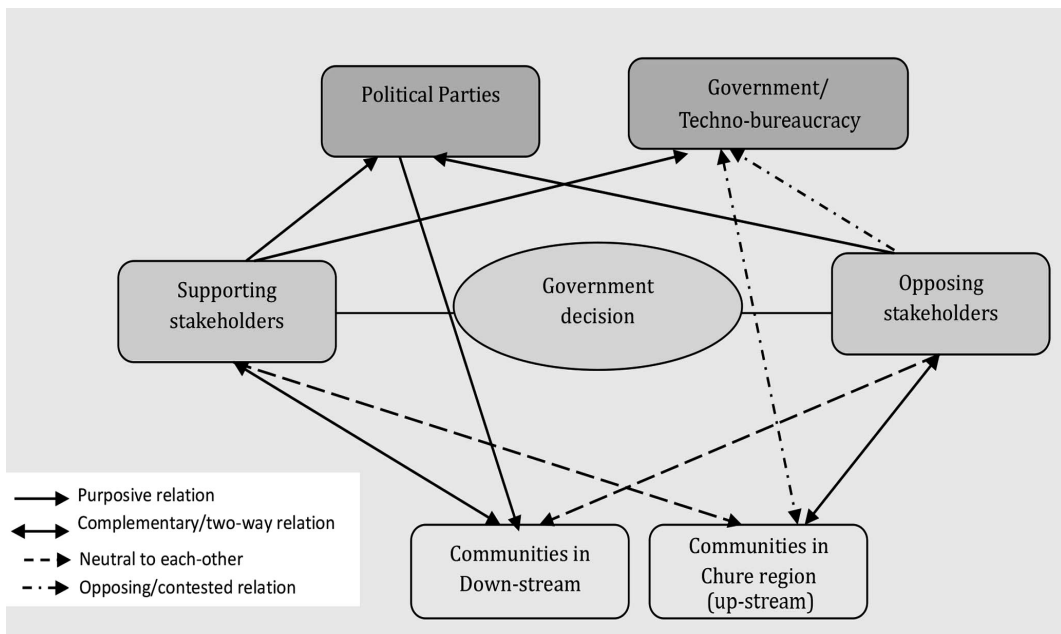 Political Parties
Government/
Techno-bureaucracy
Supporting
stakeholders
Government
decision
Opposing
stakeholders
Purposive relation
Complementary/two-way relation
Neutral to each-other
Opposing/contested relation
Communities in
Down-stream
Communities in
Chure region
(up-stream)